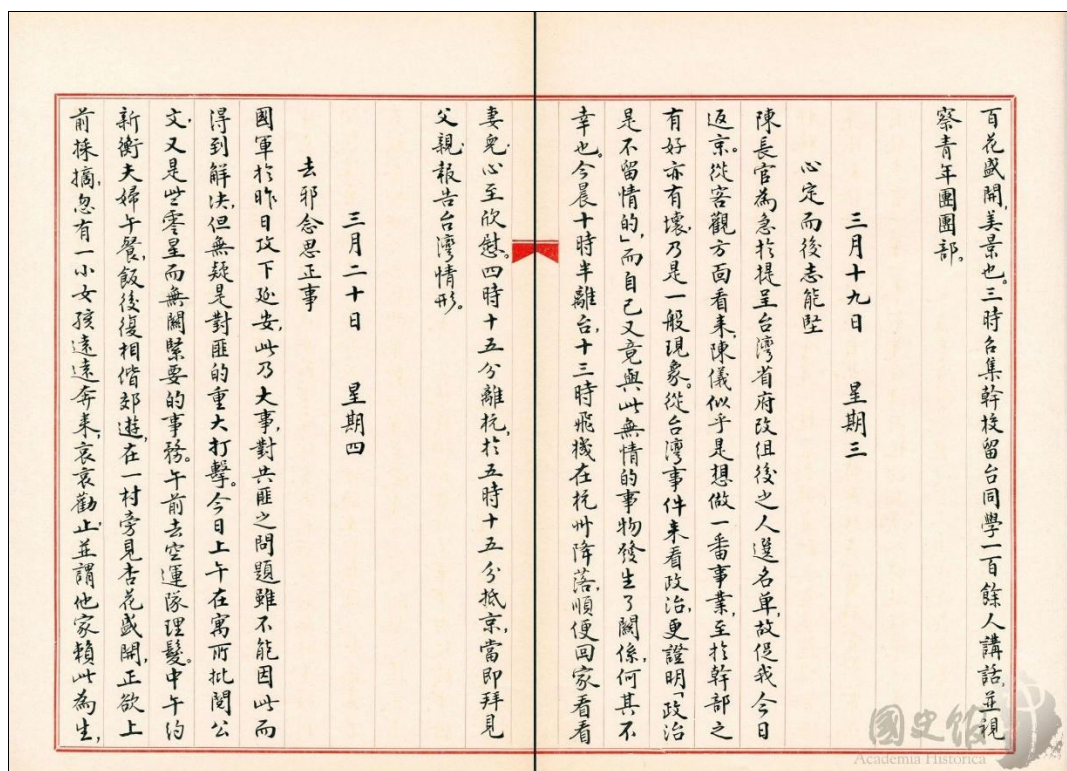 百花盛開，美景也。三時召集幹校留台同學一百餘人講話，並視
察青年團團部。
三月十九日　星期三
心定而後志能堅
陳長官為急於提呈台灣省府改組後之人選名单，故促我今日
返京。從客觀方面看来，陳儀似乎是想做一番事業，至於幹部之
有好亦有壞，乃是一般現象。從台灣事件来看政治，更證明「政治
是不留情的」，而自己又竟與此無情的事物發生了關係，何其不
幸也。今晨十時半離台，十三時飛機在杭州降落，順便回家看看
妻兒，心至欣慰。四時十五分離杭，於五時十五分抵京，當即拜見
父親，報告台灣情形。
三月二十日　星期四
去邪念思正事
國軍於昨日攻下延安，此乃大事，對共匪之問題雖不能因此而
得到解決，但無疑是對匪的重大打擊。今日上午在寓所批閱公
文，又是些零星而無關緊要的事務。午前去空運隊理髮。中午約
新衡夫婦午餐，飯後復相偕郊遊，在一村旁見杏花盛開，正欲上
前採摘，忽有一小女孩遠遠奔来，哀哀勸止，並謂他家賴此為生，
國史館
Academia Historica